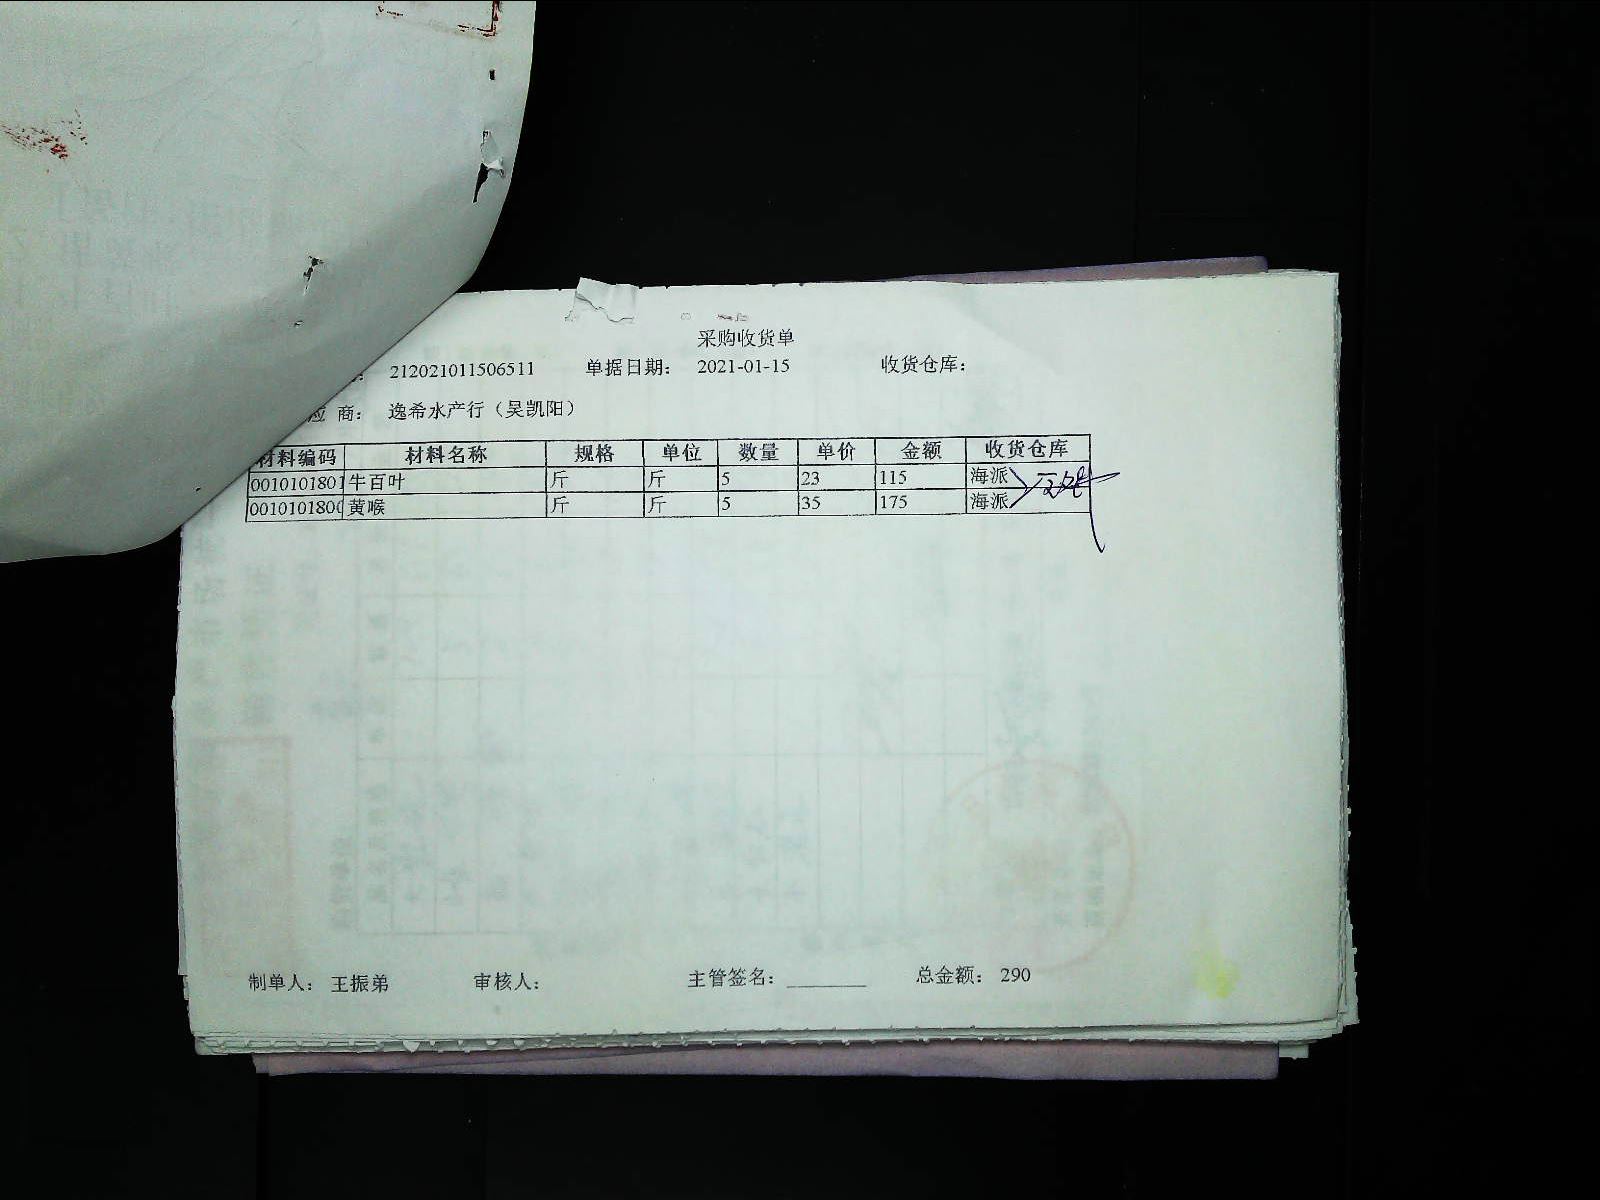 采购收货单
212021011506511 单据日期: 2021-01-15 收货仓库:
应 商: 逸希水产行（吴凯阳）
材料编码 材料名称 规格 单位 数量 单价 金额 收货仓库
0010101801 牛百叶 斤 斤 5 23 115 海派
001010180 黄喉 斤 斤 5 35 175 海派
制单人: 王振弟 审核人: 主管签名: ________ 总金额: 290